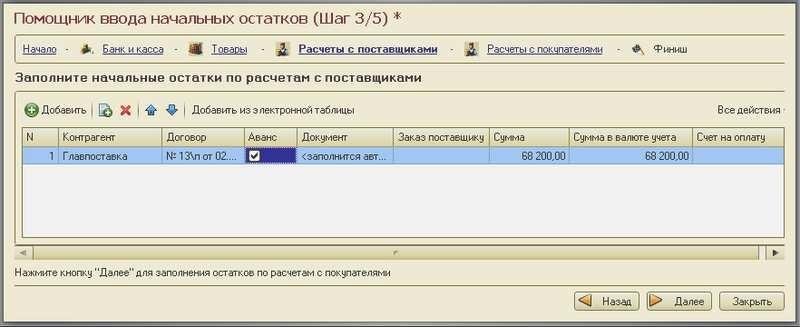 Помощник ввода начальных остатков (Шаг 3/5) *
Начало - Банк и касса - Товары - Расчеты с поставщиками - Расчеты с покупателями - Финиш
Заполните начальные остатки по расчетам с поставщиками
Добавить Добавить из электронной таблицы Все действия
N Контрагент Договор Аванс Документ Заказ поставщику Сумма Сумма в валюте учета Счет на оплату
1 Главпоставка № 13\п от 02.... <заполнится авт... 68 200,00 68 200,00
Нажмите кнопку "Далее" для заполнения остатков по расчетам с покупателями
Назад Далее Закрыть